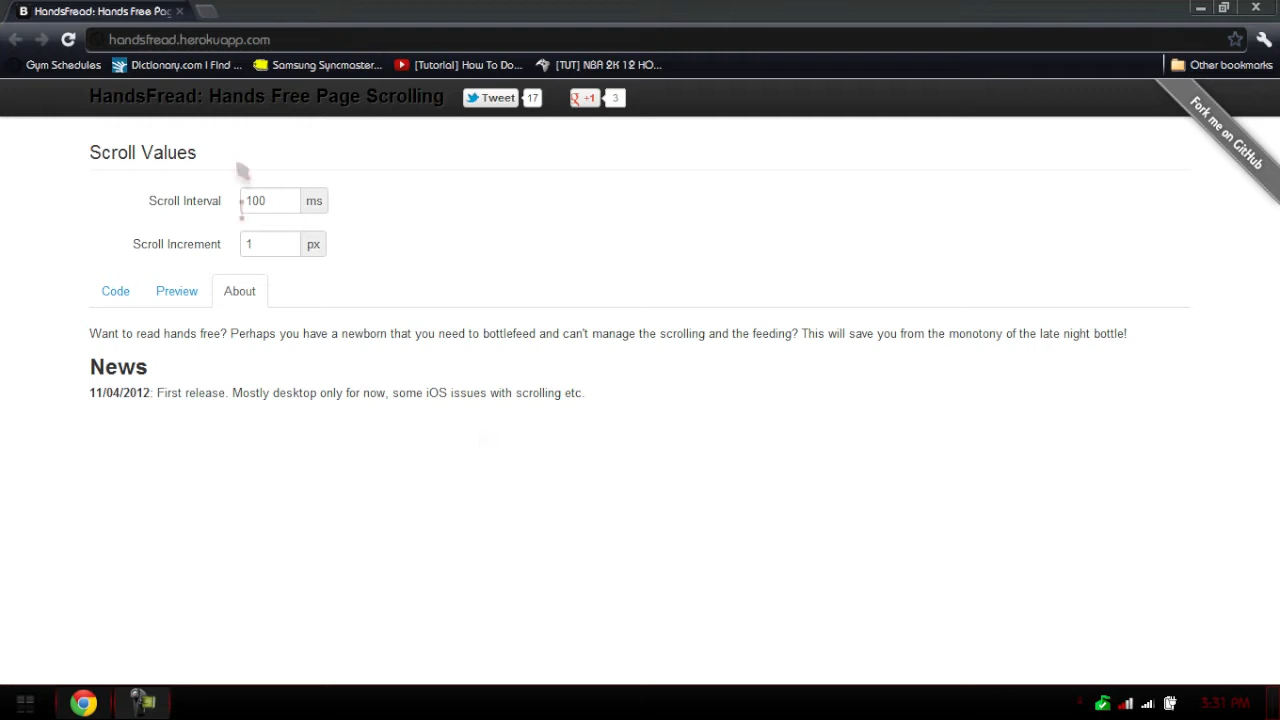 HandsFread: Hands Free Pag
handsfread.herokuapp.com
Gym Schedules Dictionary.com I Find ... Samsung Syncmaster... [Tutorial] How To Do... [TUT] NBA 2K 12 HO... Other bookmarks
HandsFread: Hands Free Page Scrolling Tweet 17 +1 3
Fork me on GitHub
Scroll Values
Scroll Interval 100 ms
Scroll Increment 1 px
Code Preview About
Want to read hands free? Perhaps you have a newborn that you need to bottlefeed and can't manage the scrolling and the feeding? This will save you from the monotony of the late night bottle!
News
11/04/2012: First release. Mostly desktop only for now, some iOS issues with scrolling etc.
3:31 PM